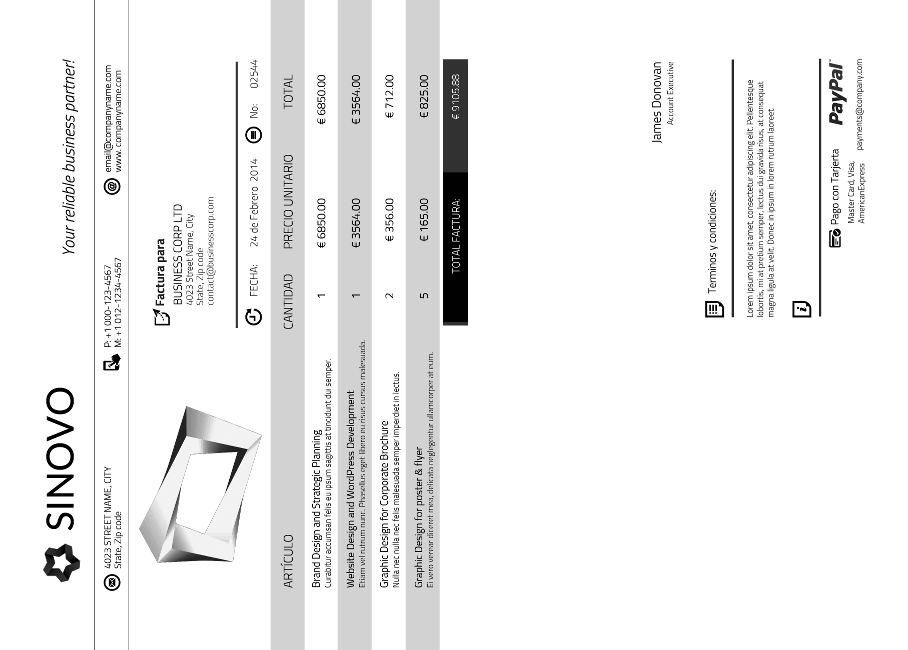 SINOVO
Your reliable business partner!
4023 STREET NAME, CITY
State, Zip code
P: +1 000-123-4567
M: +1 012-1234-4567
email@companyname.com
www. companyname.com
Factura para
BUSINESS CORP LTD
4023 Street Name, City
State, Zip code
contact@businesscorp.com
FECHA: 24 de Febrero 2014 No: 02544
ARTÍCULO CANTIDAD PRECIO UNITARIO TOTAL
Brand Design and Strategic Planning 1 € 6850.00 € 6850.00
Curabitur accumsan felis eu ipsum sagittis at tincidunt dui semper.
Website Design and WordPress Development 1 € 3564.00 € 3564.00
Etiam vel rutrum nunc. Phasellus eget libero eu risus cursus malesuada.
Graphic Design for Corporate Brochure 2 € 356.00 € 712.00
Nulla nec nulla nec felis malesuada semper imperdiet in lectus.
Graphic Design for poster & flyer 5 € 165.00 € 825.00
Ei vero verear diceret mea, delicata neglegentur ullamcorper at eum.
TOTAL FACTURA: € 9105.88
James Donovan
Account Executive
Terminos y condiciones:
Lorem ipsum dolor sit amet, consectetur adipiscing elit. Pellentesque
lobortis, mi at pretium semper, lectus dui gravida risus, at consequat
magna ligula at velit. Donec in ipsum in lorem rutrum laoreet.
Pago con Tarjerta
Master Card, Visa,
AmericanExpress
PayPal™
payments@company.com